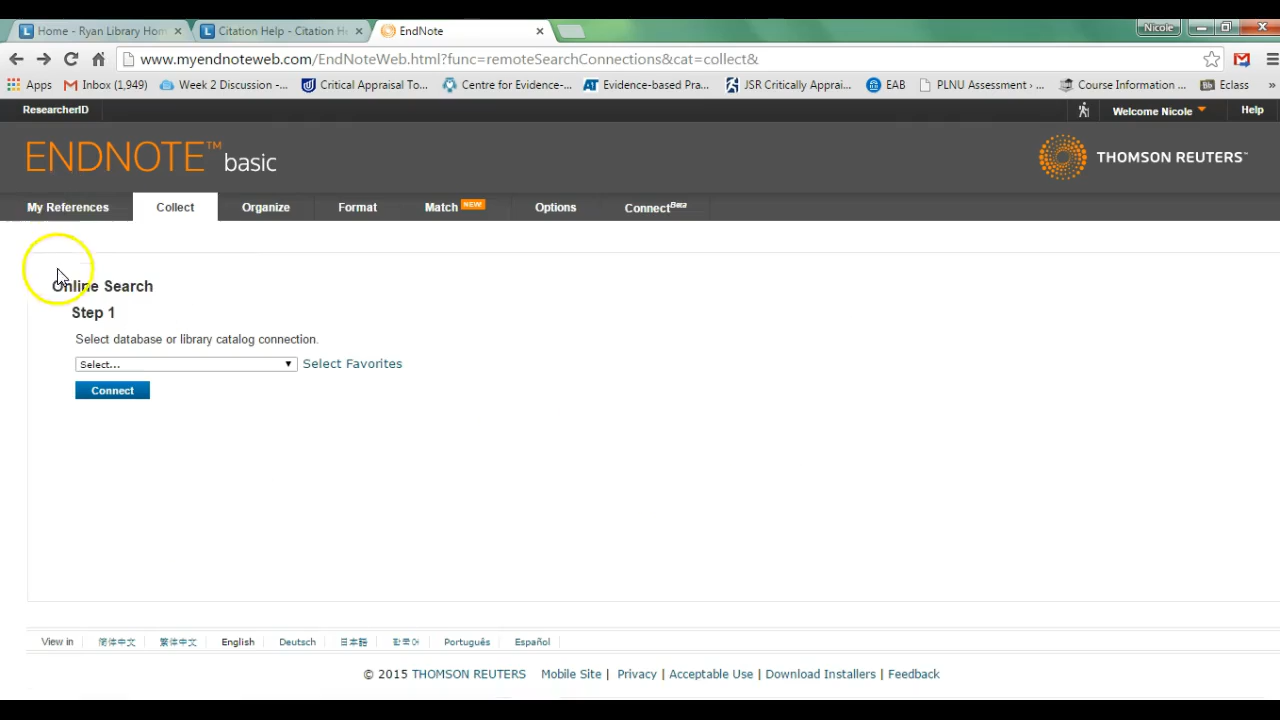 Home - Ryan Library Hom
Citation Help - Citation He
EndNote
Nicole
www.myendnoteweb.com/EndNoteWeb.html?func=remoteSearchConnections&cat=collect&
Apps
Inbox (1,949)
Week 2 Discussion -...
Critical Appraisal To...
Centre for Evidence-...
AT
Evidence-based Pra...
JSR Critically Apprai...
EAB
PLNU Assessment › ...
Course Information ...
Bb
Eclass
»
ResearcherID
Welcome Nicole
Help
ENDNOTE™ basic
THOMSON REUTERS™
My References
Collect
Organize
Format
Match NEW
Options
Connect Beta
Online Search
Step 1
Select database or library catalog connection.
Select...
Select Favorites
Connect
View in
简体中文
繁体中文
English
Deutsch
日本語
한국어
Português
Español
© 2015 THOMSON REUTERS Mobile Site | Privacy | Acceptable Use | Download Installers | Feedback